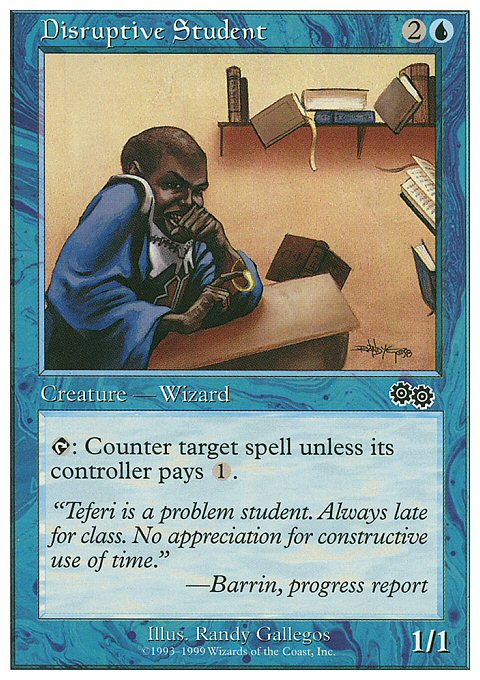 Disruptive Student 2
Creature — Wizard
: Counter target spell unless its
controller pays 1.
“Teferi is a problem student. Always late
for class. No appreciation for constructive
use of time.”
—Barrin, progress report
Illus. Randy Gallegos
1/1
©1993–1999 Wizards of the Coast, Inc.